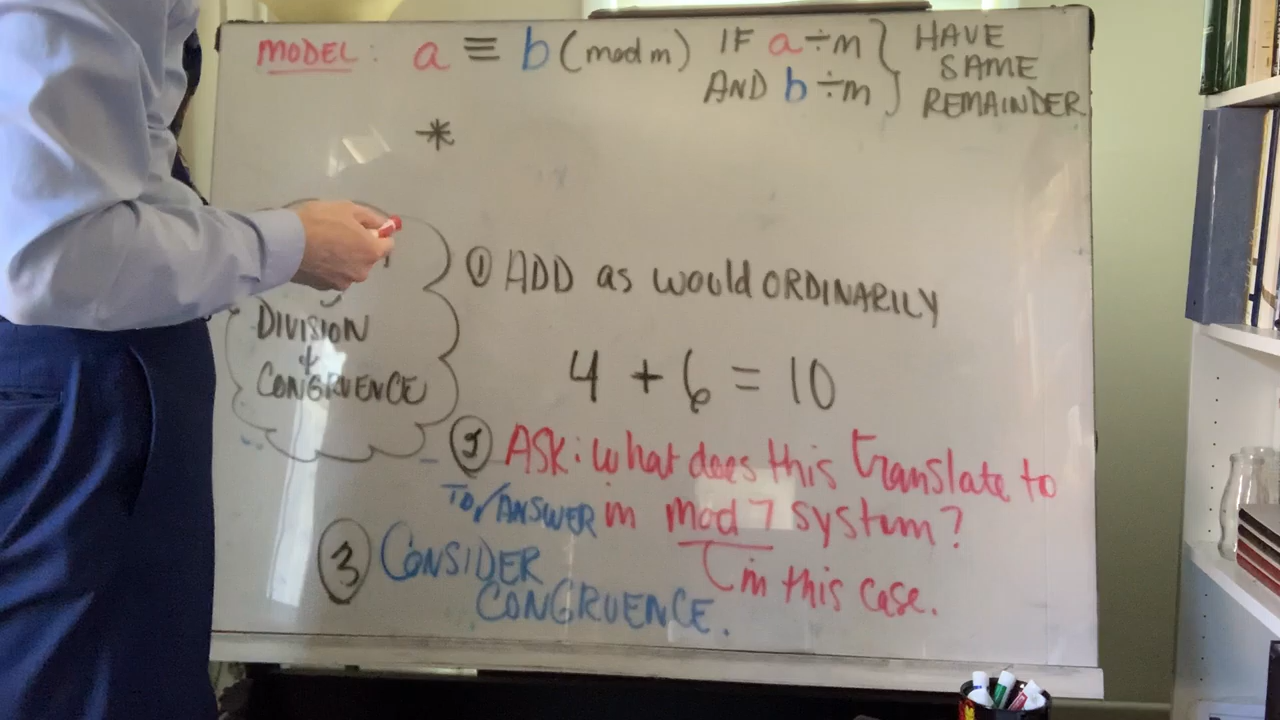 MODEL: a ≡ b (mod m) IF a÷m } HAVE
AND b÷m } SAME
REMAINDER
*
① ADD as would ORDINARILY
DIVISION
+
CONGRUENCE
4 + 6 = 10
② ASK: what does this translate to
in mod 7 system?
in this case.
TO/ANSWER
③ CONSIDER
CONGRUENCE.